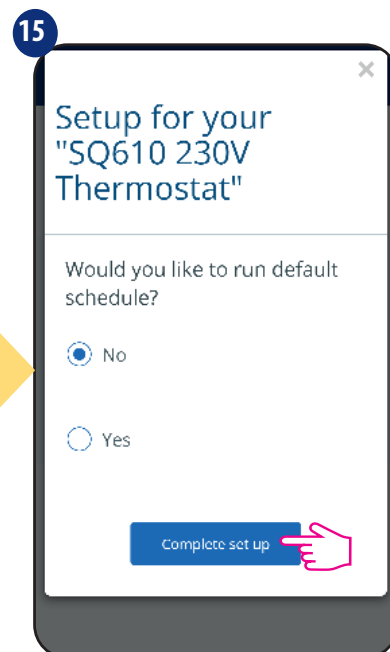 15
×
Setup for your
"SQ610 230V
Thermostat"
Would you like to run default
schedule?
No
Yes
Complete set up